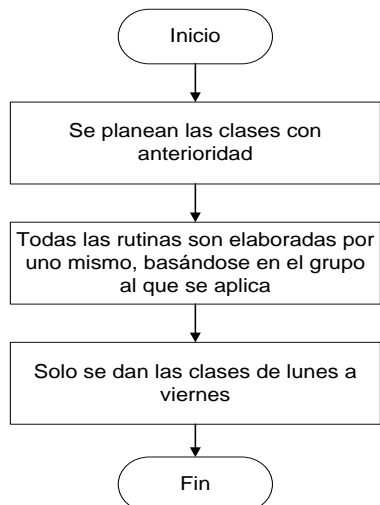 Inicio
Se planean las clases con
anterioridad
Todas las rutinas son elaboradas por
uno mismo, basándose en el grupo
al que se aplica
Solo se dan las clases de lunes a
viernes
Fin